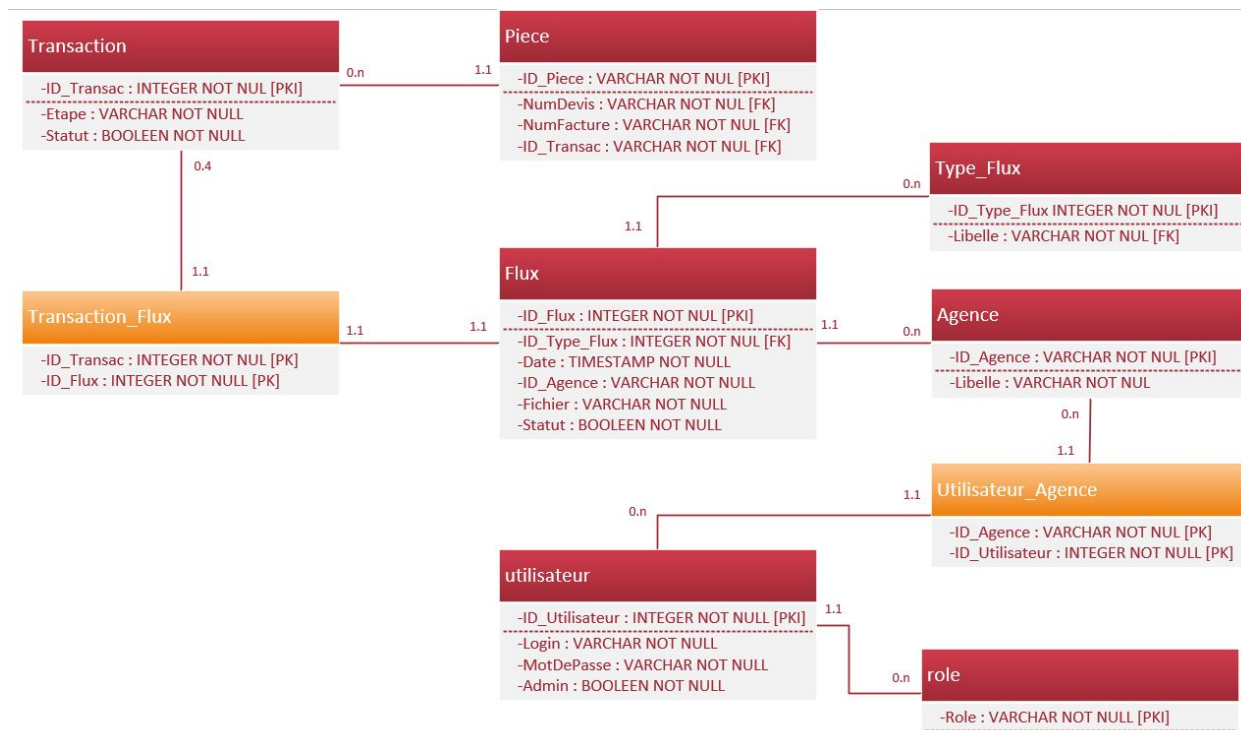 Transaction
-ID_Transac : INTEGER NOT NUL [PKI]
-Etape : VARCHAR NOT NULL
-Statut : BOOLEEN NOT NULL
0.n
1.1
Piece
-ID_Piece : VARCHAR NOT NUL [PKI]
-NumDevis : VARCHAR NOT NUL [FK]
-NumFacture : VARCHAR NOT NUL [FK]
-ID_Transac : VARCHAR NOT NUL [FK]
Type_Flux
-ID_Type_Flux INTEGER NOT NUL [PKI]
-Libelle : VARCHAR NOT NUL [FK]
0.n
1.1
0.4
1.1
Transaction_Flux
-ID_Transac : INTEGER NOT NUL [PK]
-ID_Flux : INTEGER NOT NULL [PK]
1.1
1.1
Flux
-ID_Flux : INTEGER NOT NUL [PKI]
-ID_Type_Flux : INTEGER NOT NUL [FK]
-Date : TIMESTAMP NOT NULL
-ID_Agence : VARCHAR NOT NULL
-Fichier : VARCHAR NOT NULL
-Statut : BOOLEEN NOT NULL
1.1
0.n
Agence
-ID_Agence : VARCHAR NOT NUL [PKI]
-Libelle : VARCHAR NOT NUL
0.n
1.1
Utilisateur_Agence
-ID_Agence : VARCHAR NOT NUL [PK]
-ID_Utilisateur : INTEGER NOT NULL [PK]
1.1
0.n
utilisateur
-ID_Utilisateur : INTEGER NOT NULL [PKI]
-Login : VARCHAR NOT NULL
-MotDePasse : VARCHAR NOT NULL
-Admin : BOOLEEN NOT NULL
1.1
0.n
role
-Role : VARCHAR NOT NULL [PKI]